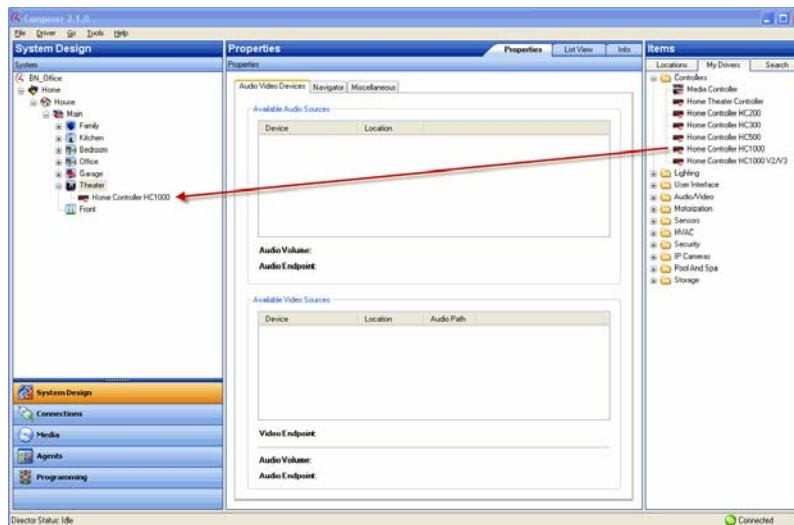 Composer 2.1.0
File Driver Go Tools Help
System Design
System
BN_Office
Home
House
Main
Family
Kitchen
Bedroom
Office
Garage
Theater
Home Controller HC1000
Front
System Design
Connections
Media
Agents
Programming
Properties
Properties List View Info
Properties
Audio Video Devices Navigator Miscellaneous
Available Audio Sources
Device Location
Audio Volume:
Audio Endpoint:
Available Video Sources
Device Location Audio Path
Video Endpoint:
Audio Volume:
Audio Endpoint:
Items
Locations My Drivers Search
Controllers
Media Controller
Home Theater Controller
Home Controller HC200
Home Controller HC300
Home Controller HC500
Home Controller HC1000
Home Controller HC1000 V2/V3
Lighting
User Interface
Audio/Video
Motorization
Sensors
HVAC
Security
IP Cameras
Pool And Spa
Storage
Director Status: Idle
Connected